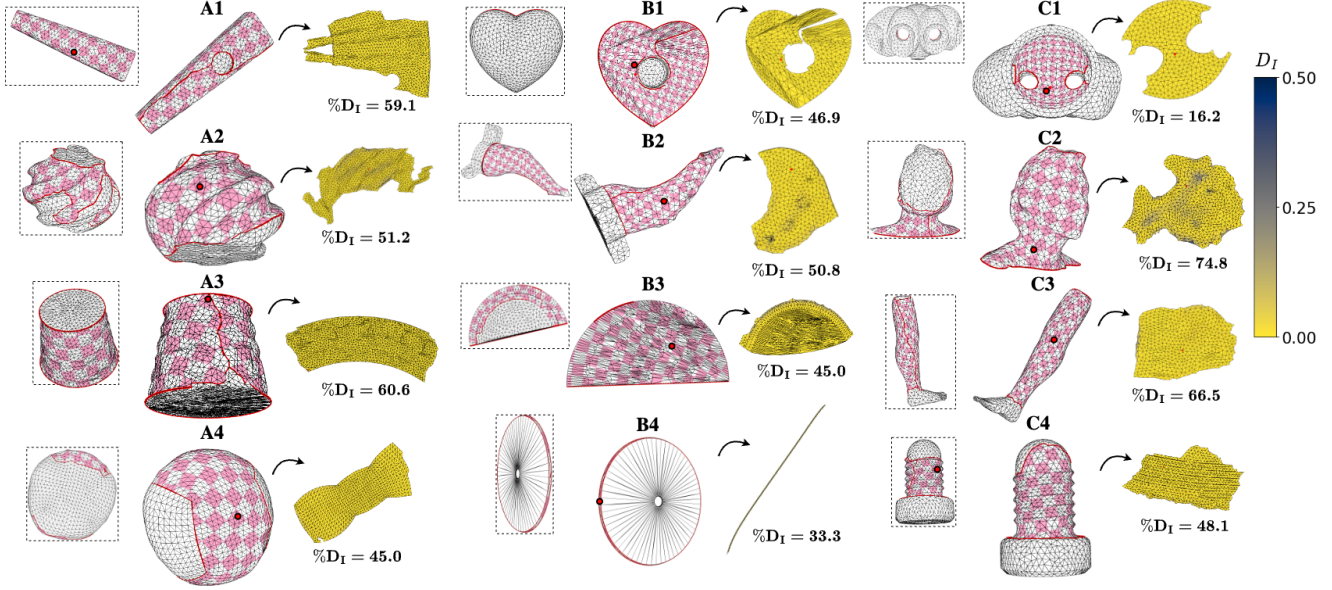 A1
%D_I = 59.1
B1
%D_I = 46.9
C1
%D_I = 16.2
D_I
0.50
0.25
0.00
A2
%D_I = 51.2
B2
%D_I = 50.8
C2
%D_I = 74.8
A3
%D_I = 60.6
B3
%D_I = 45.0
C3
%D_I = 66.5
A4
%D_I = 45.0
B4
%D_I = 33.3
C4
%D_I = 48.1